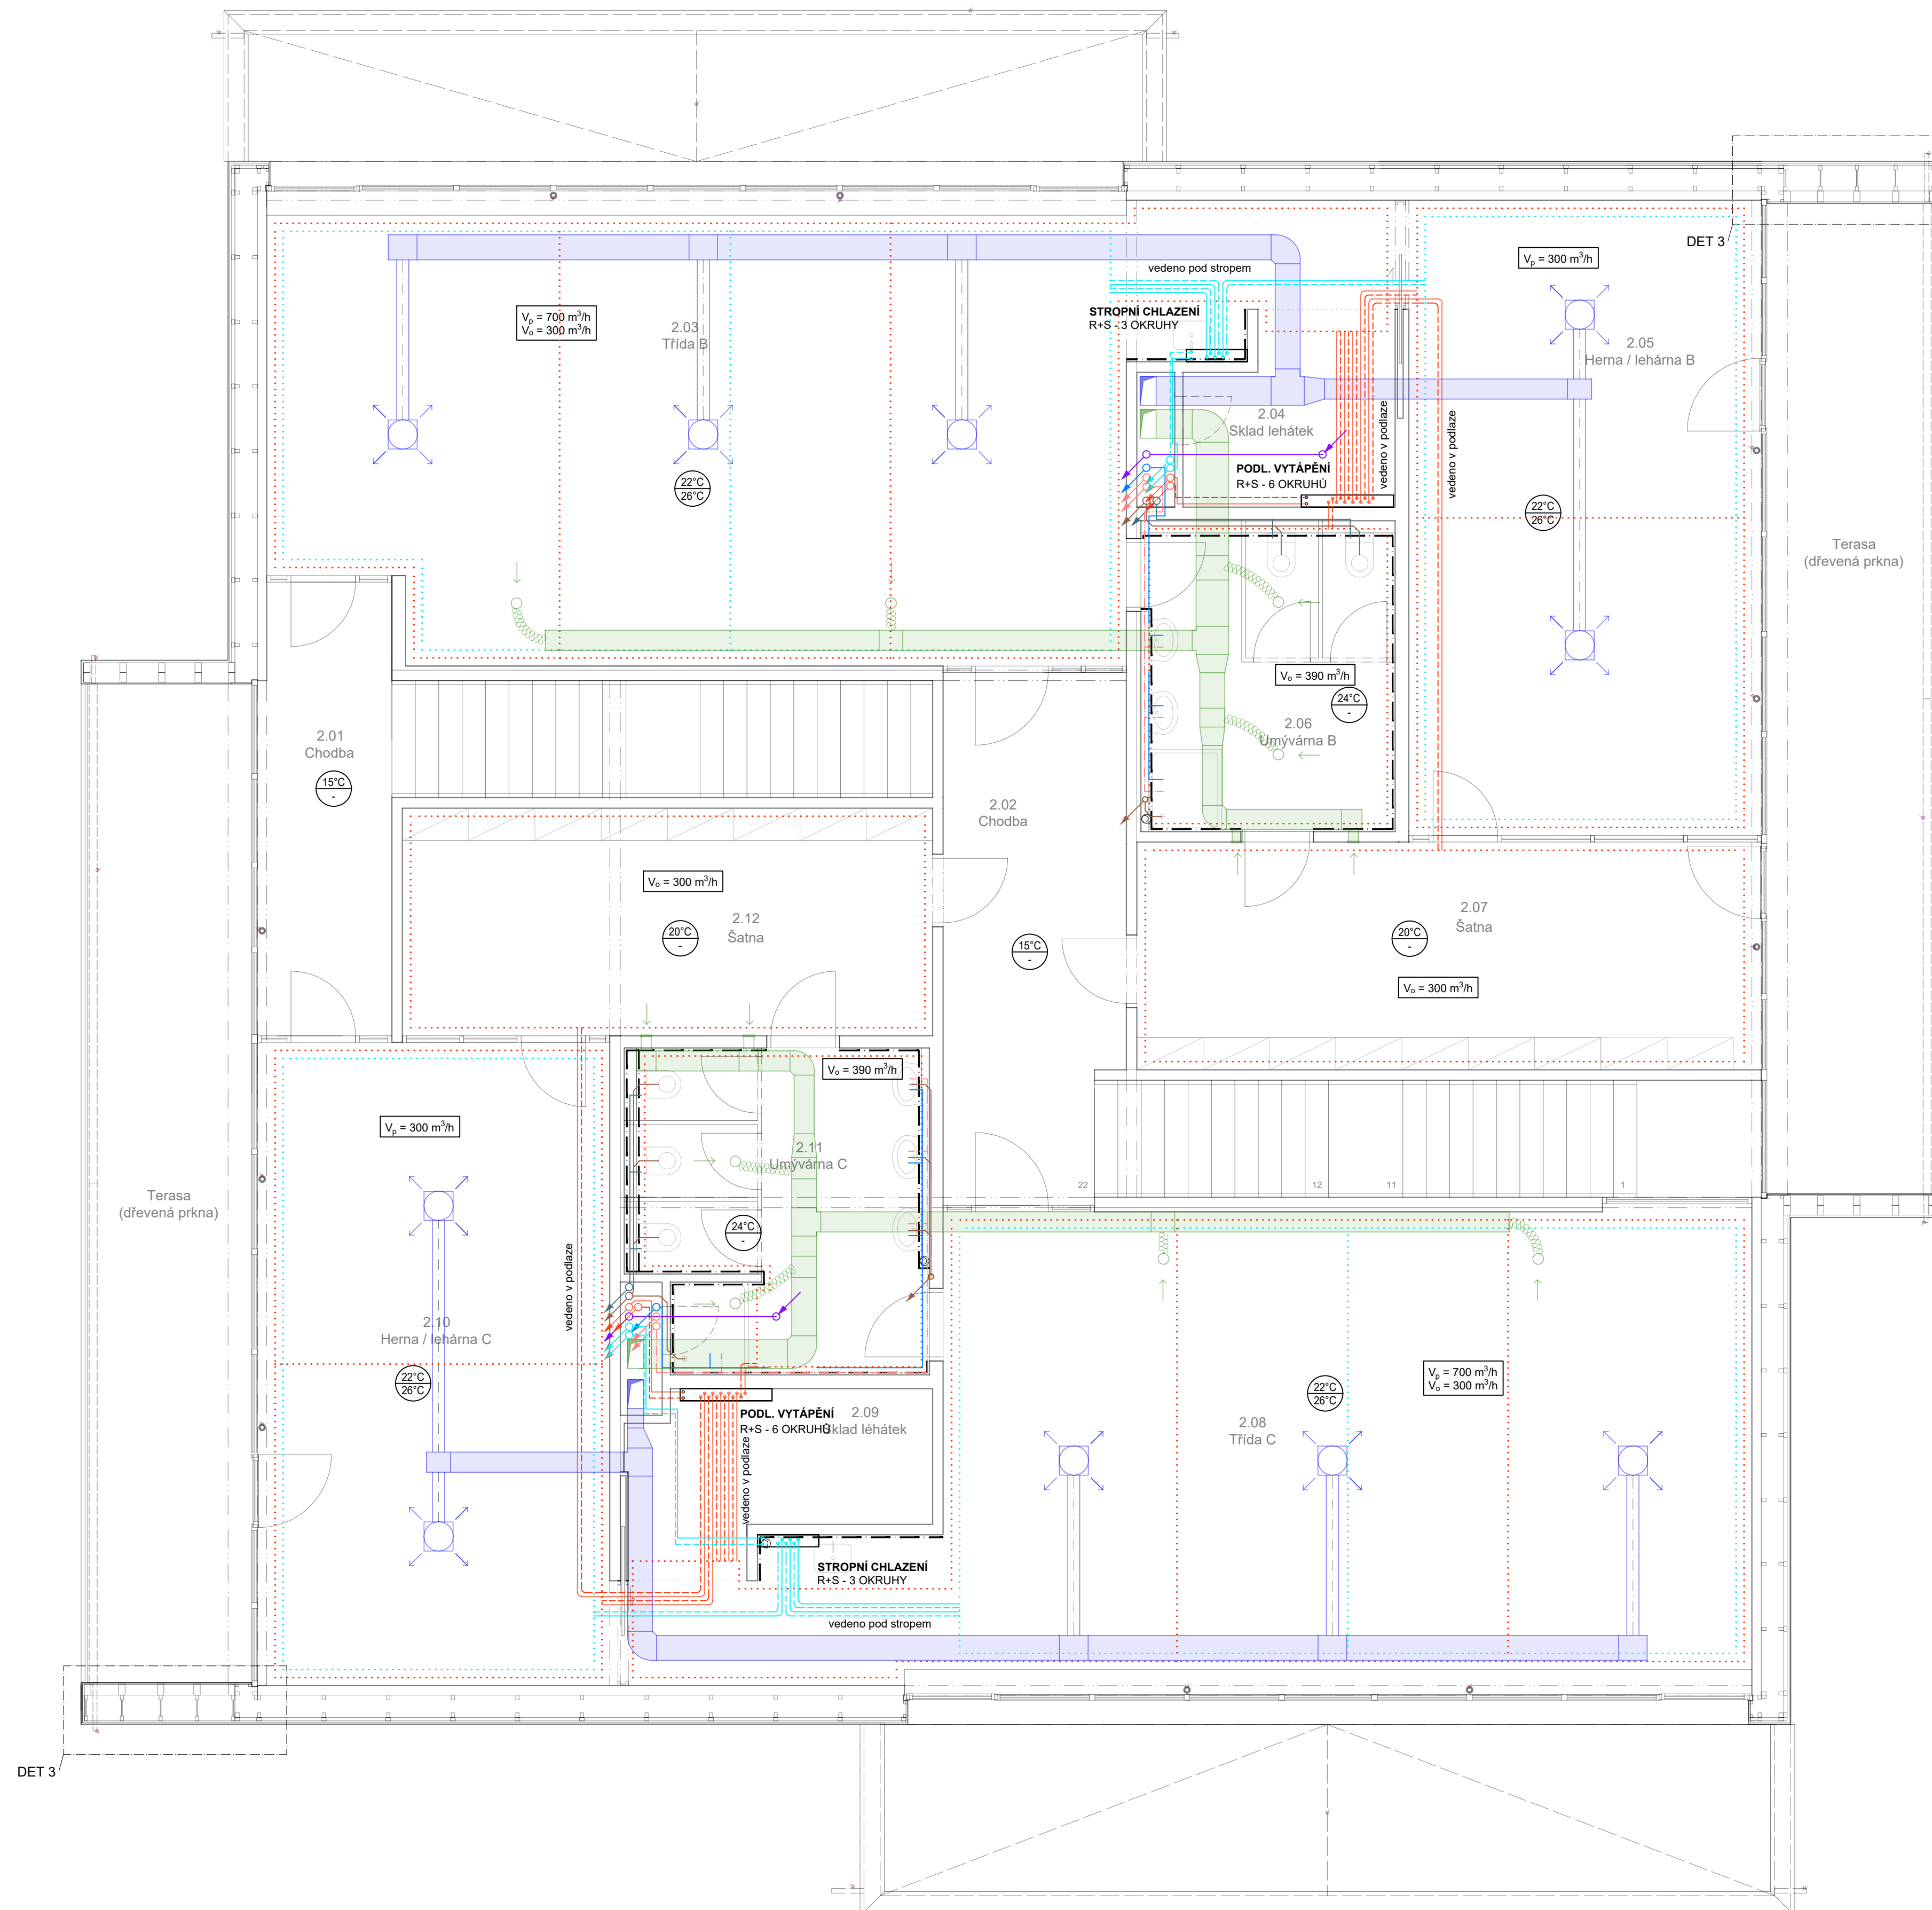 DET 3
vedeno pod stropem
Vₚ = 300 m³/h
STROPNÍ CHLAZENÍ
R+S - 3 OKRUHY
Vₚ = 700 m³/h
Vₒ = 300 m³/h
2.03
Třída B
2.05
Herna / lehárna B
2.04
Sklad lehátek
vedeno v podlaze
vedeno v podlaze
PODL. VYTÁPĚNÍ
R+S - 6 OKRUHŮ
22°C
26°C
22°C
26°C
Terasa
(dřevená prkna)
Vₒ = 390 m³/h
24°C
-
2.06
Umývárna B
2.01
Chodba
15°C
-
2.02
Chodba
Vₒ = 300 m³/h
2.12
Šatna
20°C
-
15°C
-
2.07
Šatna
20°C
-
Vₒ = 300 m³/h
Vₒ = 390 m³/h
Vₚ = 300 m³/h
2.11
Umývárna C
22
12
11
1
Terasa
(dřevená prkna)
24°C
-
vedeno v podlaze
2.10
Herna / lehárna C
22°C
26°C
Vₚ = 700 m³/h
Vₒ = 300 m³/h
22°C
26°C
2.08
Třída C
PODL. VYTÁPĚNÍ
R+S - 6 OKRUHŮ
2.09
Sklad léhátek
vedeno v podlaze
STROPNÍ CHLAZENÍ
R+S - 3 OKRUHY
vedeno pod stropem
DET 3